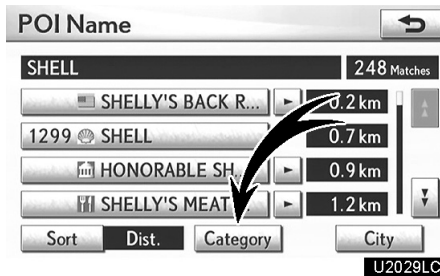 POI Name
SHELL 248 Matches
SHELLY'S BACK R... 0.2 km
1299 SHELL 0.7 km
HONORABLE SH 0.9 km
SHELLY'S MEAT 1.2 km
Sort Dist. Category City
U2029LC